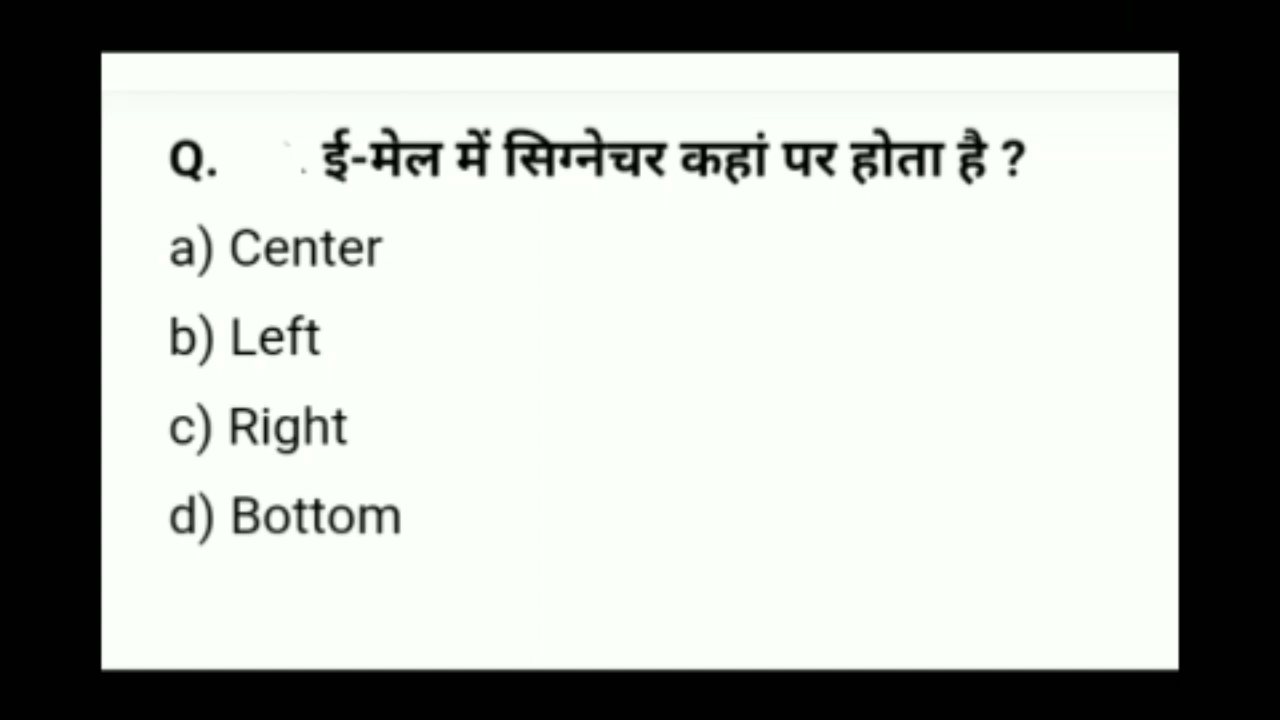 Q. ई-मेल में सिग्नेचर कहां पर होता है ?
a) Center
b) Left
c) Right
d) Bottom